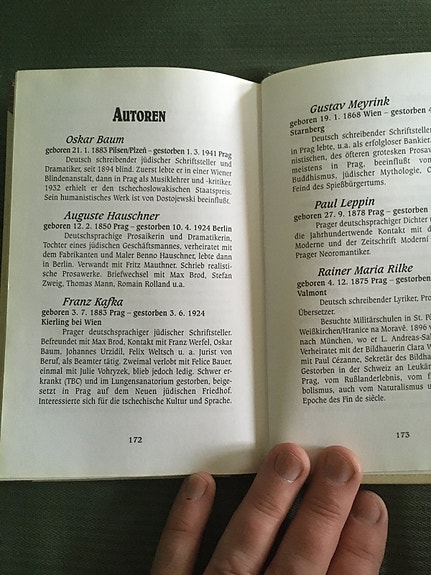 AUTOREN
Oskar Baum
geboren 21. 1. 1883 Pilsen/Plzeň – gestorben 1. 3. 1941 Prag
Deutschsprachiger jüdischer Schriftsteller und
Dramatiker, seit 1894 blind. Zuerst lebte er in einer Wiener
Blindenanstalt, dann in Prag als Musiklehrer und -kritiker.
1932 erhielt er den tschechoslowakischen Staatspreis.
Sein humanistisches Werk ist von Dostojewski beeinflußt.
Auguste Hauschner
geboren 12. 2. 1850 Prag – gestorben 10. 4. 1924 Berlin
Deutschsprachige Prosaikerin und Dramatikerin,
Tochter eines jüdischen Geschäftsmannes, verheiratet mit
dem Fabrikanten und Maler Benno Hauschner, lebte dann
in Berlin. Verwandt mit Fritz Mauthner. Schrieb realisti-
sche Prosawerke. Briefwechsel mit Max Brod, Stefan
Zweig, Thomas Mann, Romain Rolland u.a.
Franz Kafka
geboren 3. 7. 1883 Prag – gestorben 3. 6. 1924
Kierling bei Wien
Prager deutschsprachiger jüdischer Schriftsteller.
Befreundet mit Max Brod, Kontakt mit Franz Werfel, Oskar
Baum, Johannes Urzidil, Felix Weltsch u. a. Jurist von
Beruf, als Beamter tätig. Zweimal verlobt mit Felice Bauer,
einmal mit Julie Vohryzek, blieb jedoch ledig. Schwer er-
krankt (TBC) und im Lungensanatorium gestorben, beige-
setzt in Prag auf dem Neuen jüdischen Friedhof.
Interessierte sich für die tschechische Kultur und Sprache.
172
Gustav Meyrink
geboren 19. 1. 1868 Wien – gestorben 4
Starnberg
Deutsch schreibender Schriftsteller
in Prag lebte, u.a. als erfolgloser Bankier.
nistischen, des öfteren grotesken Prosa
meistens in Prag, beeinflußt vom
Buddhismus, jüdischer Mythologie,
Feind des Spießbürgertums.
Paul Leppin
geboren 27. 9. 1878 Prag – gestorben
Prager deutschsprachiger Dichter
die Jahrhundertwende Kontakt mit d
Moderne und der Zeitschrift Moderní
Prager Neoromantiker.
Rainer Maria Rilke
geboren 4. 12. 1875 Prag – gestorben
Valmont
Deutsch schreibender Lyriker, Pro
Übersetzer.
Besuchte Militärschulen in St. Pö
Weißkirchen/Hranice na Moravě. 1896
nach München, wo er L. Andreas-Sal
Verheiratet mit der Bildhauerin Clara W
mit Paul Cézanne, Sekretär des Bildhaue
Gestorben in der Schweiz an Leukäm
Prag, vom Rußlanderlebnis, vom f
bolismus, auch vom Naturalismus und
Epoche des Fin de siècle.
173